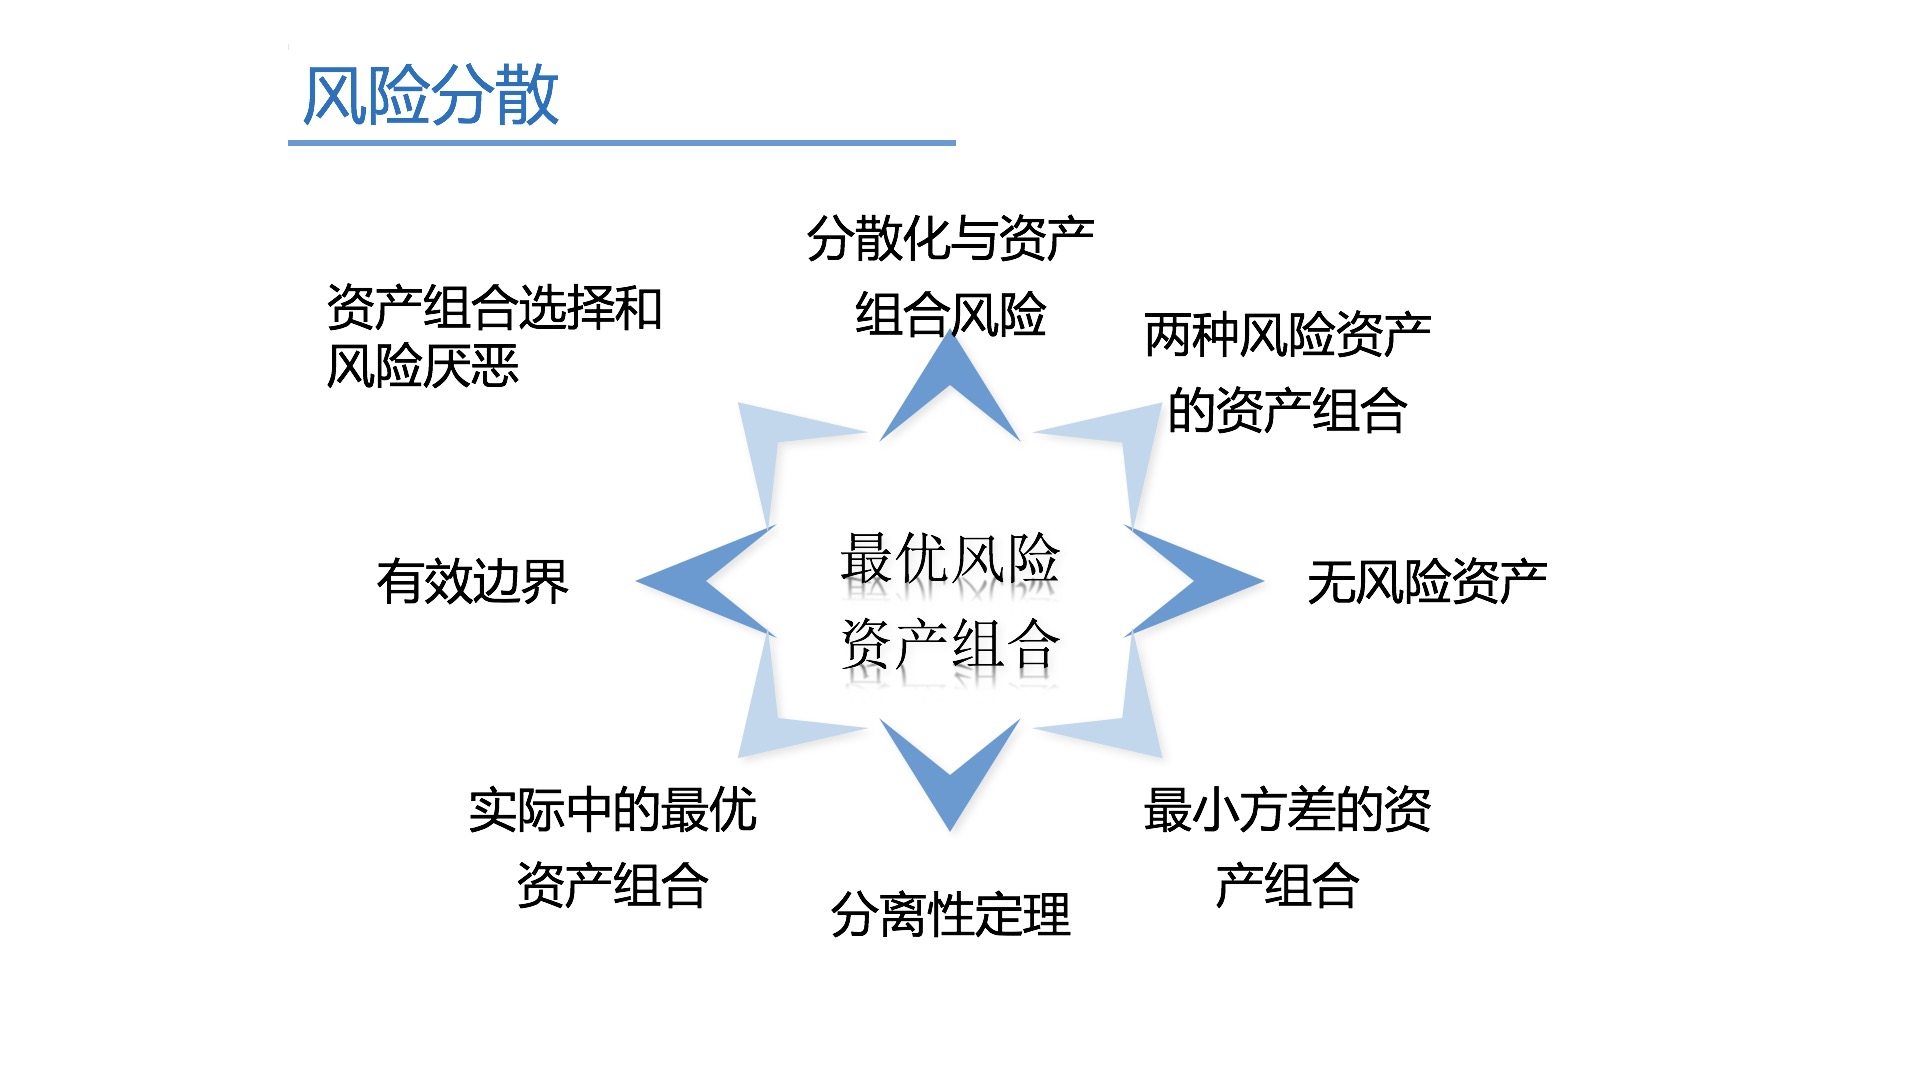 风险分散
分散化与资产
组合风险
资产组合选择和
风险厌恶
两种风险资产
的资产组合
有效边界
最优风险
资产组合
无风险资产
实际中的最优
资产组合
最小方差的资
产组合
分离性定理